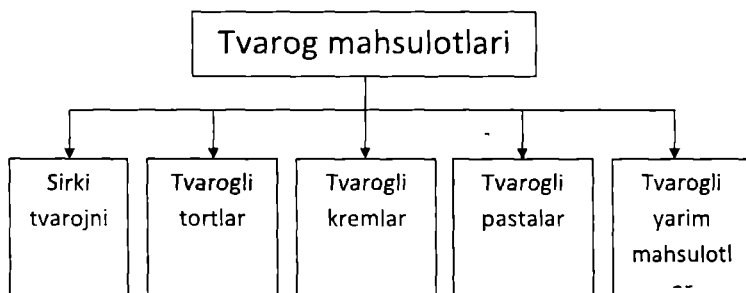 Tvarog mahsulotlari
Sirki
tvarojni
Tvarogli
tortlar
Tvarogli
kremlar
Tvarogli
pastalar
Tvarogli
yarim
mahsulotl